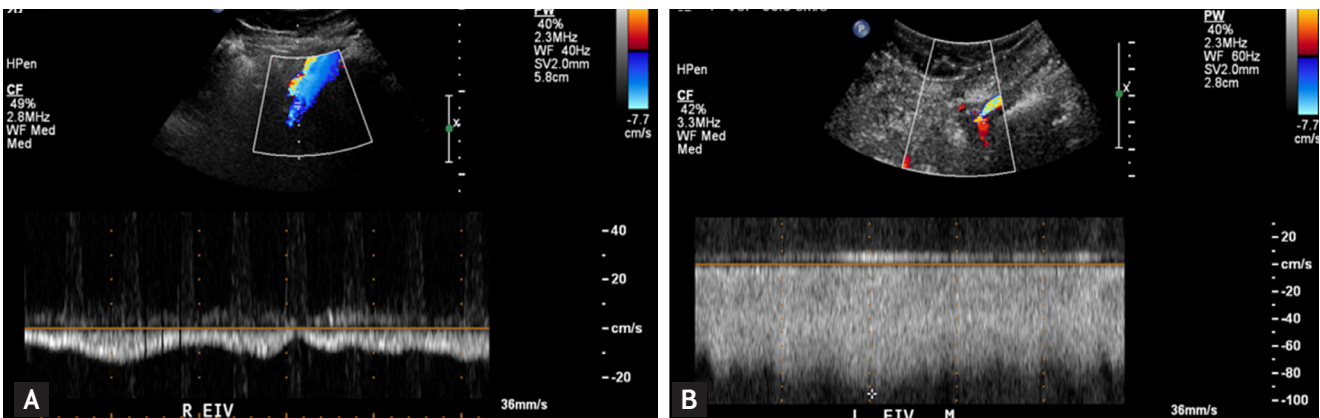 HPen
CF
49%
2.8MHz
WF Med
Med
PW
40%
2.3MHz
WF 40Hz
SV2.0mm
5.8cm
-7.7
cm/s
x
40
20
cm/s
-20
A
R EIV
36mm/s
P
HPen
CF
42%
3.3MHz
WF Med
Med
PW
40%
2.3MHz
WF 60Hz
SV2.0mm
2.8cm
-7.7
cm/s
x
20
cm/s
-20
-40
-60
-80
-100
B
L EIV M
36mm/s